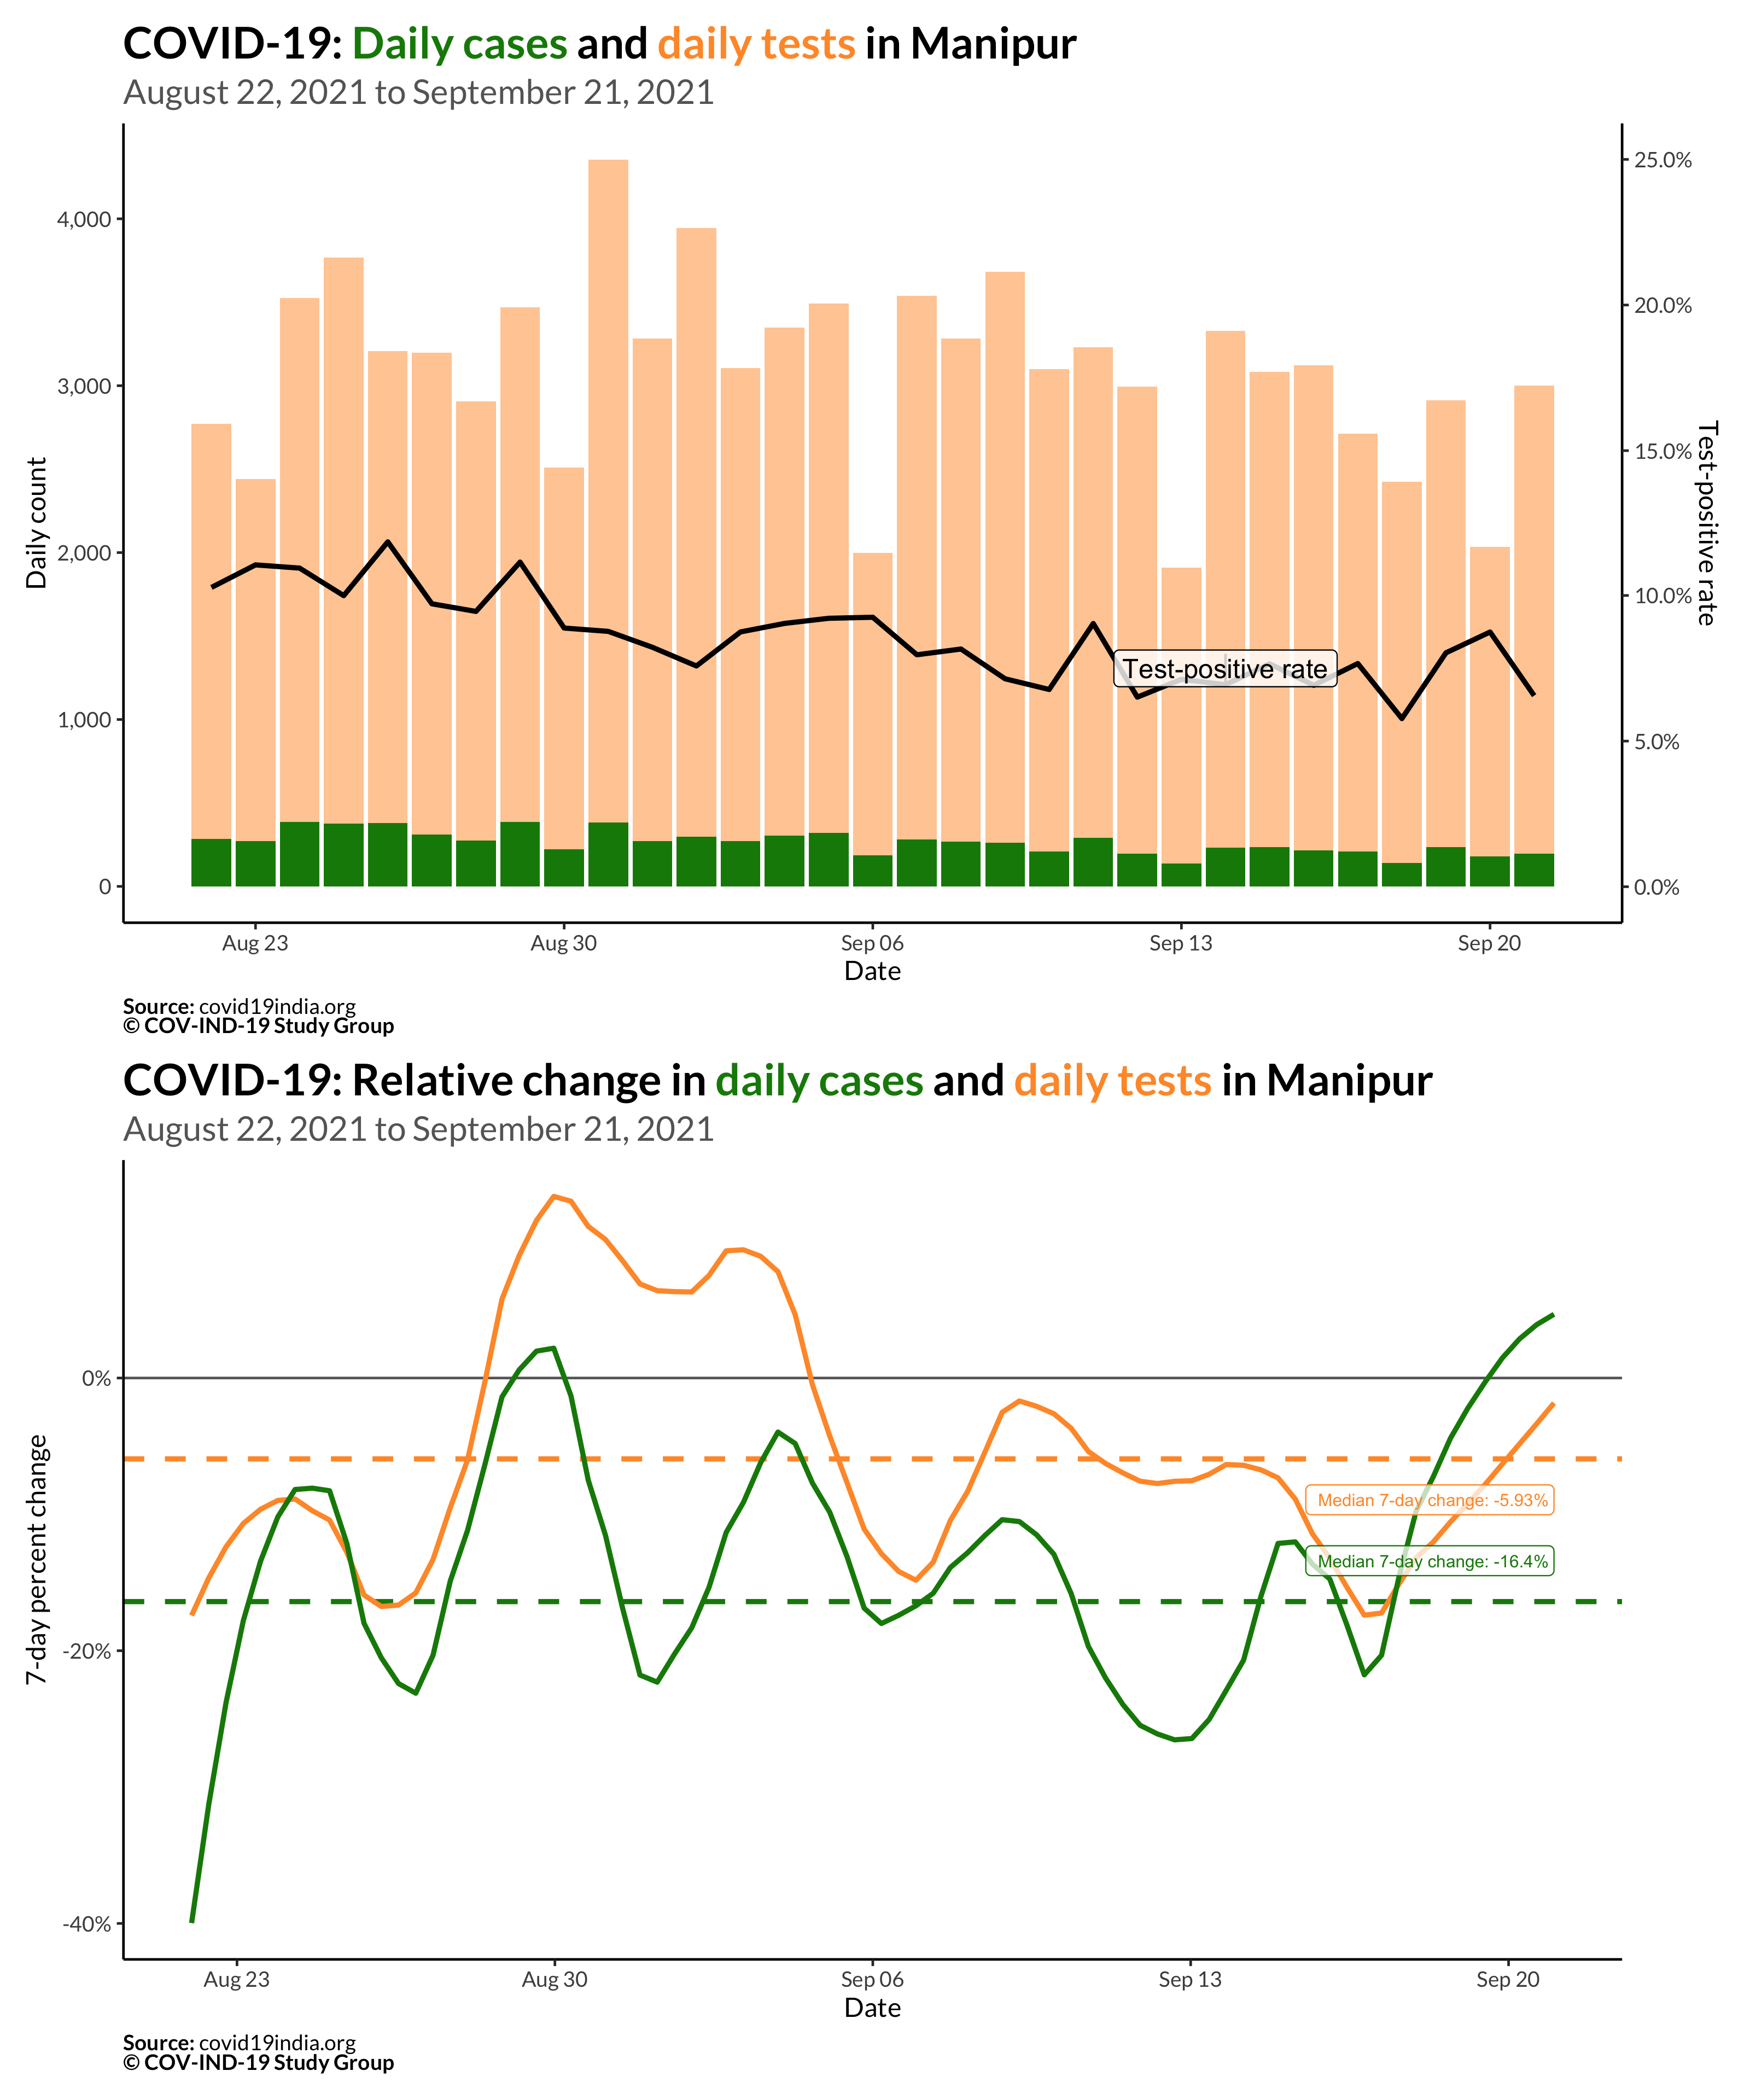 COVID-19: Daily cases and daily tests in Manipur
August 22, 2021 to September 21, 2021
Daily count
4,000
3,000
2,000
1,000
0
25.0%
20.0%
15.0%
10.0%
5.0%
0.0%
Test-positive rate
Test-positive rate
Aug 23
Aug 30
Sep 06
Sep 13
Sep 20
Date
Source: covid19india.org
© COV-IND-19 Study Group
COVID-19: Relative change in daily cases and daily tests in Manipur
August 22, 2021 to September 21, 2021
7-day percent change
0%
-20%
-40%
Median 7-day change: -5.93%
Median 7-day change: -16.4%
Aug 23
Aug 30
Sep 06
Sep 13
Sep 20
Date
Source: covid19india.org
© COV-IND-19 Study Group